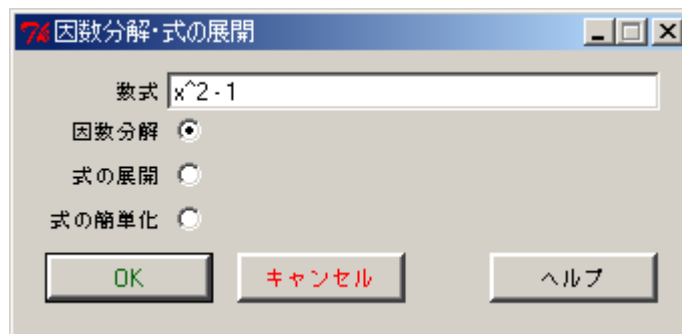 因数分解・式の展開
数式 x^2 - 1
因数分解
式の展開
式の簡単化
OK キャンセル ヘルプ